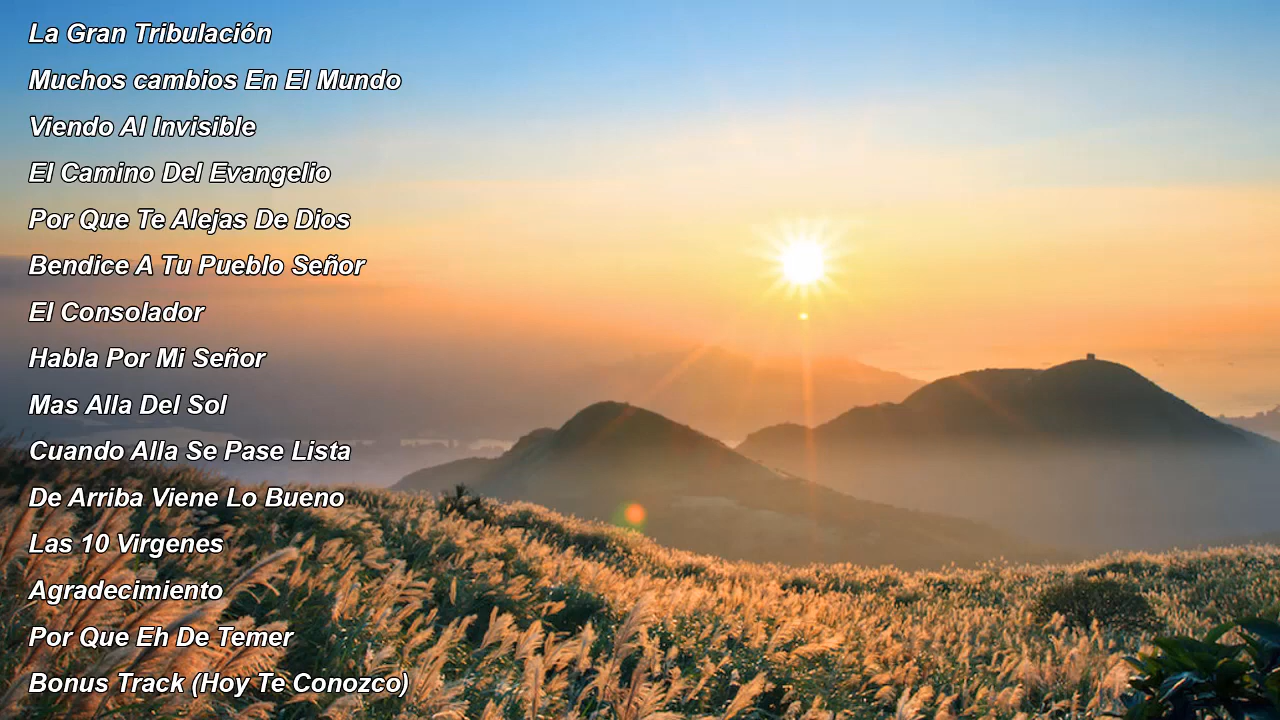 La Gran Tribulación
Muchos cambios En El Mundo
Viendo Al Invisible
El Camino Del Evangelio
Por Que Te Alejas De Dios
Bendice A Tu Pueblo Señor
El Consolador
Habla Por Mi Señor
Mas Alla Del Sol
Cuando Alla Se Pase Lista
De Arriba Viene Lo Bueno
Las 10 Virgenes
Agradecimiento
Por Que Eh De Temer
Bonus Track (Hoy Te Conozco)